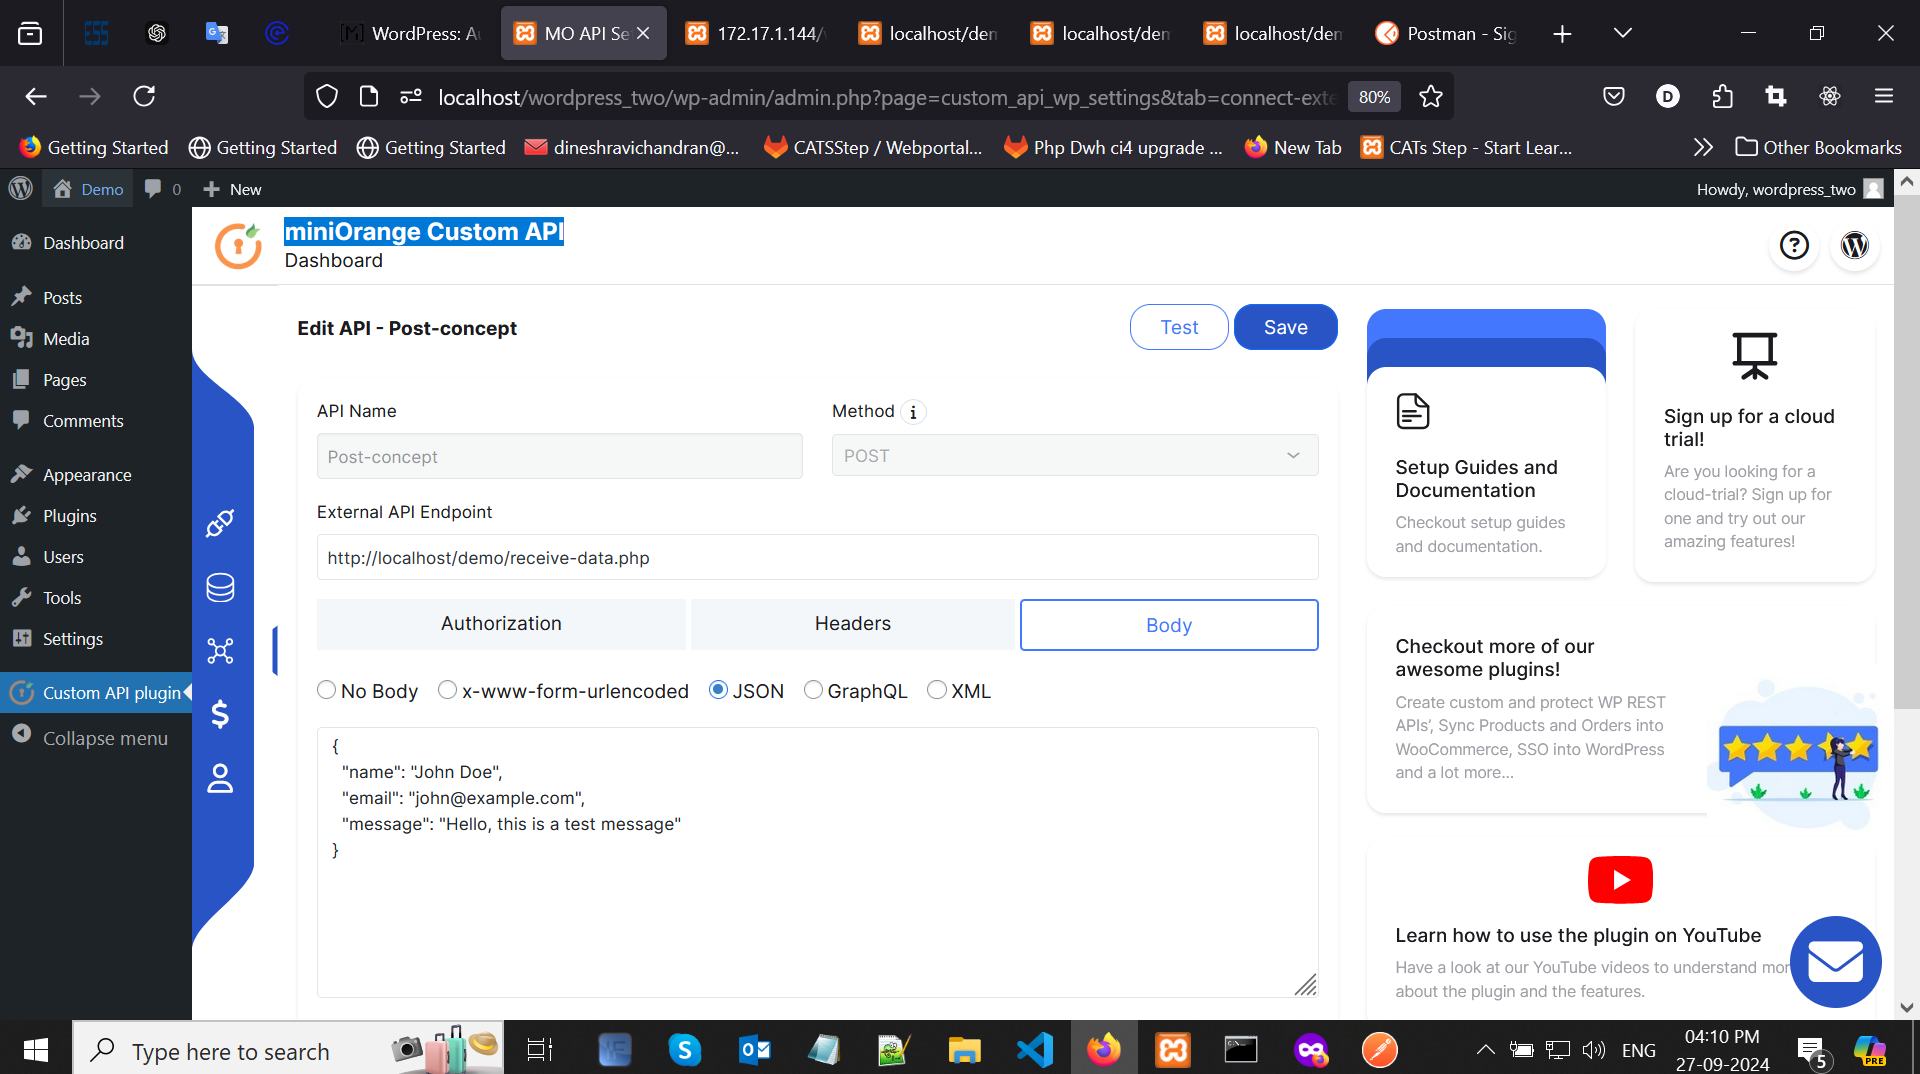 WordPress: Au
MO API Se
172.17.1.144/
localhost/den
localhost/den
localhost/den
Postman - Sig
localhost/wordpress_two/wp-admin/admin.php?page=custom_api_wp_settings&tab=connect-exte
80%
Getting Started
Getting Started
Getting Started
dineshravichandran@...
CATSStep / Webportal...
Php Dwh ci4 upgrade ...
New Tab
CATs Step - Start Lear...
Other Bookmarks
Demo
0
New
Howdy, wordpress_two
Dashboard
Posts
Media
Pages
Comments
Appearance
Plugins
Users
Tools
Settings
Custom API plugin
Collapse menu
miniOrange Custom API
Dashboard
Edit API - Post-concept
Test
Save
API Name
Method
Post-concept
POST
External API Endpoint
http://localhost/demo/receive-data.php
Authorization
Headers
Body
No Body
x-www-form-urlencoded
JSON
GraphQL
XML
{
"name": "John Doe",
"email": "john@example.com",
"message": "Hello, this is a test message"
}
Setup Guides and
Documentation
Checkout setup guides
and documentation.
Sign up for a cloud
trial!
Are you looking for a
cloud-trial? Sign up for
one and try out our
amazing features!
Checkout more of our
awesome plugins!
Create custom and protect WP REST
APIs', Sync Products and Orders into
WooCommerce, SSO into WordPress
and a lot more...
Learn how to use the plugin on YouTube
Have a look at our YouTube videos to understand mor
about the plugin and the features.
Type here to search
ENG
04:10 PM
27-09-2024
5
PRE